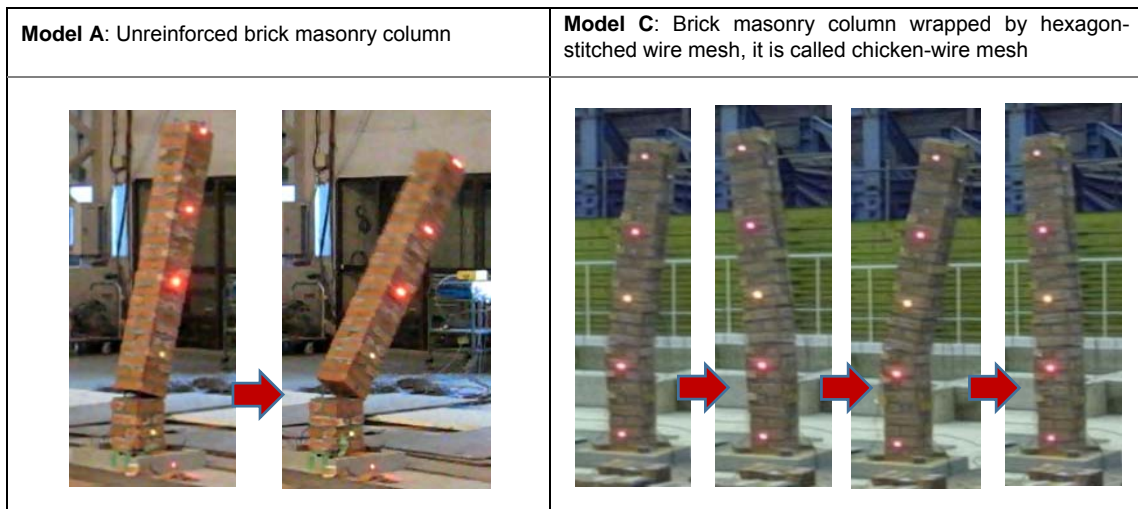 Model A: Unreinforced brick masonry column
Model C: Brick masonry column wrapped by hexagon-
stitched wire mesh, it is called chicken-wire mesh